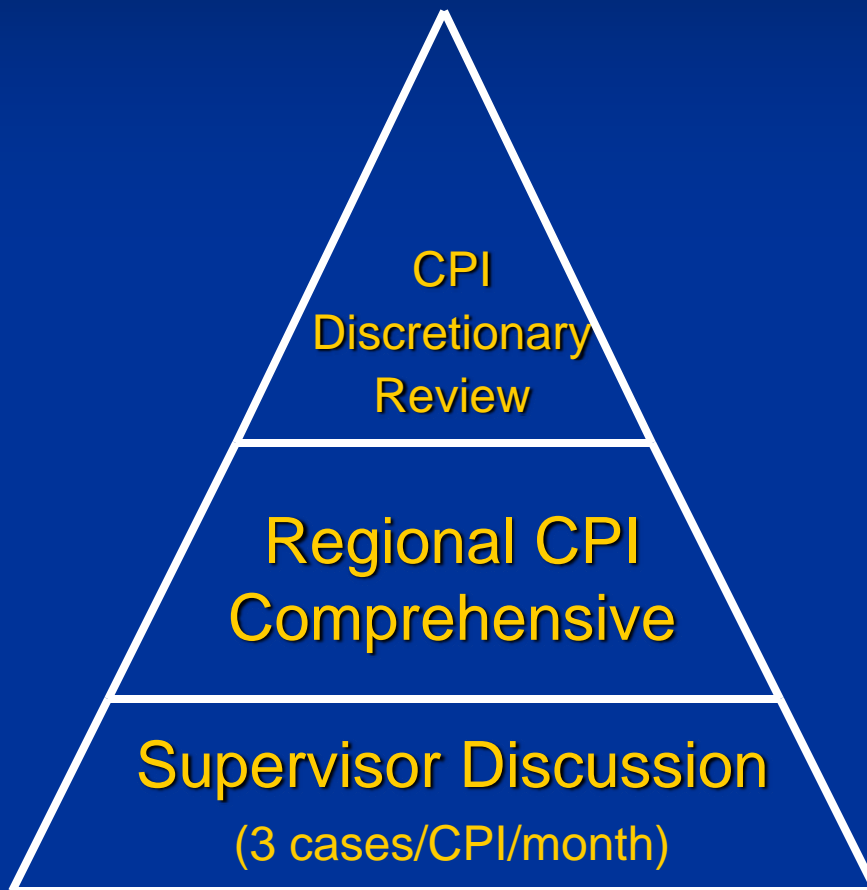 CPI
Discretionary
Review
Regional CPI
Comprehensive
Supervisor Discussion
(3 cases/CPI/month)